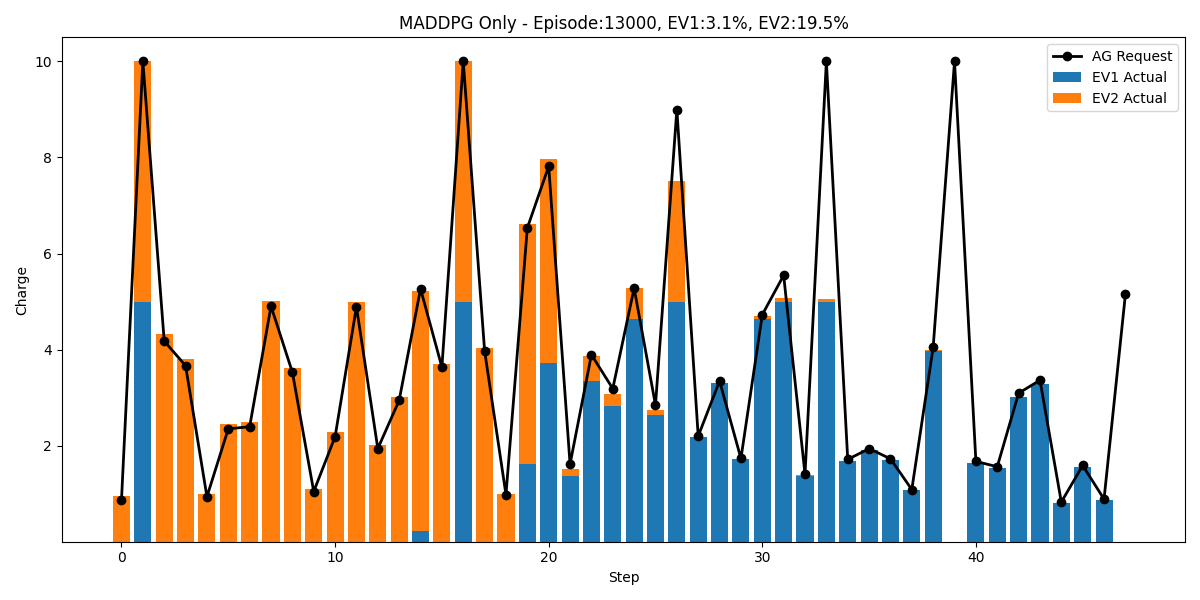 MADDPG Only - Episode:13000, EV1:3.1%, EV2:19.5%
AG Request
EV1 Actual
EV2 Actual
Charge
10
8
6
4
2
0
10
20
30
40
Step